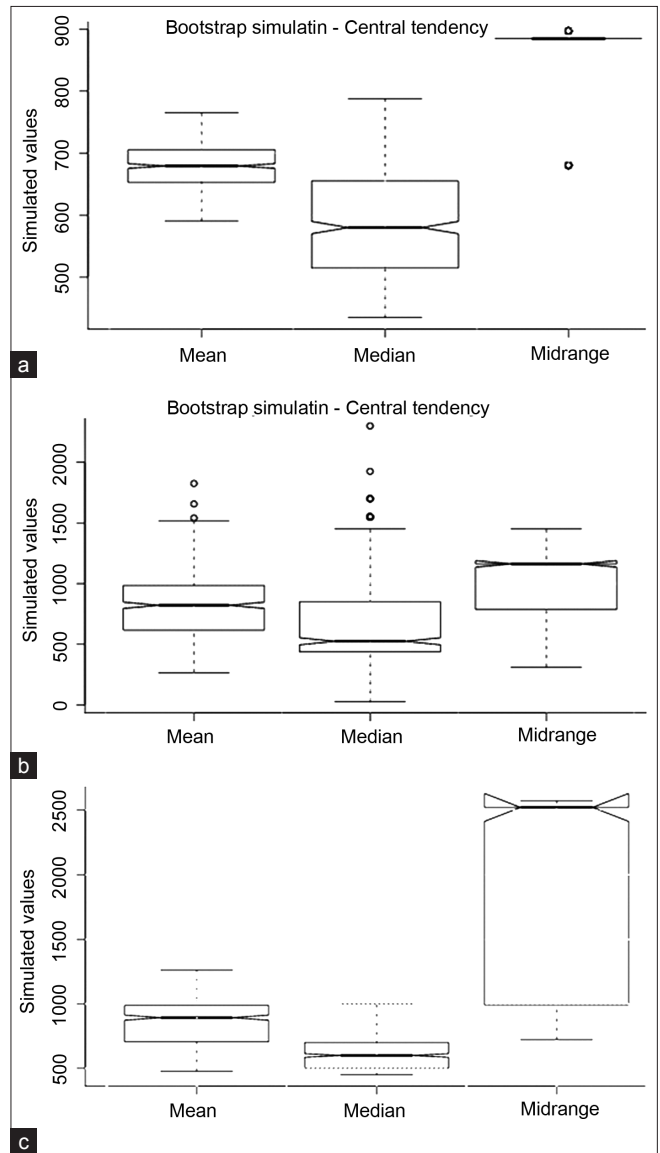 Bootstrap simulatin - Central tendency
Simulated values
900
800
700
600
500
Mean Median Midrange
a
Bootstrap simulatin - Central tendency
Simulated values
2000
1500
1000
500
0
Mean Median Midrange
b
Simulated values
2500
2000
1500
1000
500
Mean Median Midrange
c